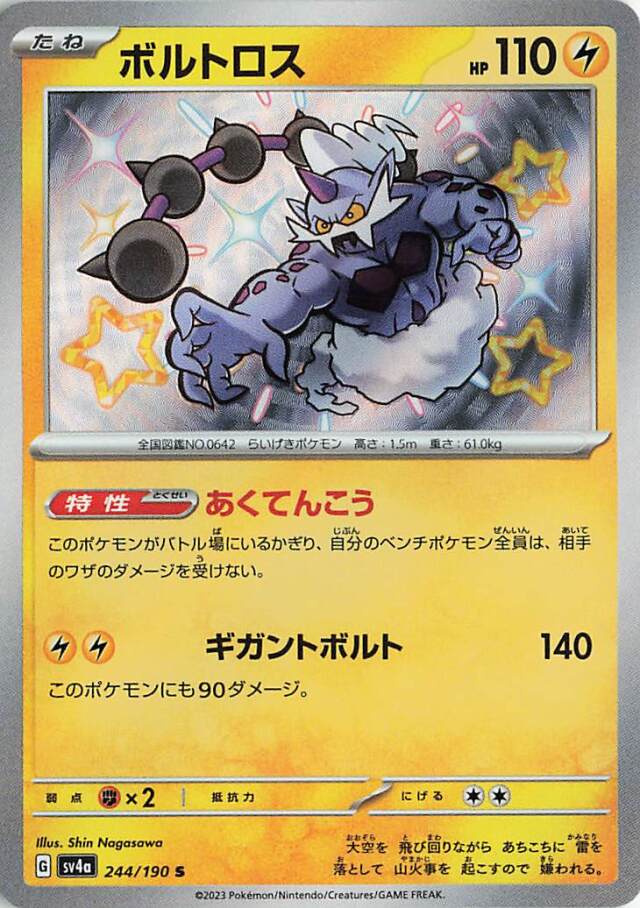 たね
ボルトロス
HP 110
全国図鑑NO.0642 らいげきポケモン 高さ:1.5m 重さ:61.0kg
特性 とくせい あくてんこう
このポケモンがバトル場にいるかぎり、自分のベンチポケモン全員は、相手
のワザのダメージを受けない。
ギガントボルト 140
このポケモンにも90ダメージ。
弱点 ×2 抵抗力 にげる
Illus. Shin Nagasawa
G sv4a 244/190 S
大空を 飛び回りながら あちこちに 雷を
落として 山火事を 起こすので 嫌われる。
©2023 Pokémon/Nintendo/Creatures/GAME FREAK.